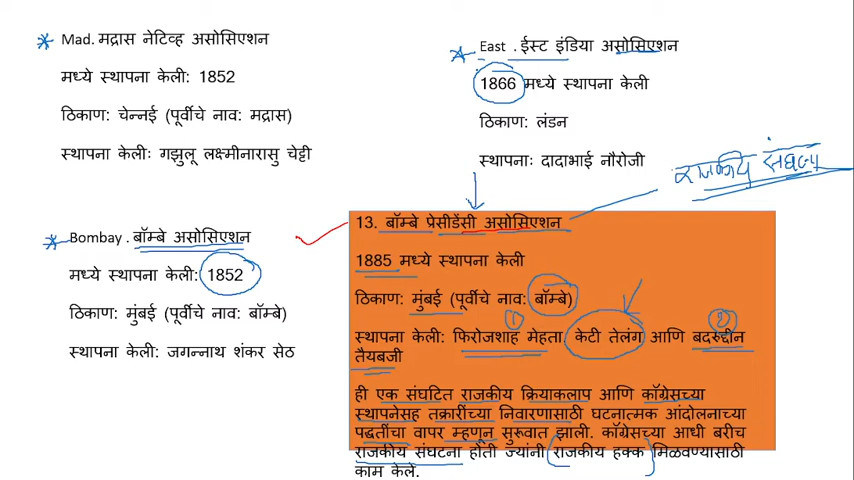 Mad. मद्रास नेटिव्ह असोसिएशन
मध्ये स्थापना केली: 1852
ठिकाण: चेन्नई (पूर्वीचे नाव: मद्रास)
स्थापना केली: गझुलू लक्ष्मीनारासु चेट्टी
East . ईस्ट इंडिया असोसिएशन
1866 मध्ये स्थापना केली
ठिकाण: लंडन
स्थापना: दादाभाई नौरोजी
राजकीय संघटना
Bombay . बॉम्बे असोसिएशन
मध्ये स्थापना केली: 1852
ठिकाण: मुंबई (पूर्वीचे नाव: बॉम्बे)
स्थापना केली: जगन्नाथ शंकर सेठ
13. बॉम्बे प्रेसीडेंसी असोसिएशन
1885 मध्ये स्थापना केली
ठिकाण: मुंबई (पूर्वीचे नाव: बॉम्बे)
1 2
स्थापना केली: फिरोजशाह मेहता केटी तेलंग आणि बदरुद्दीन
तैयबजी
ही एक संघटित राजकीय क्रियाकलाप आणि काँग्रेसच्या
स्थापनेसह तक्रारींच्या निवारणासाठी घटनात्मक आंदोलनाच्या
पद्धतींचा वापर म्हणून सुरूवात झाली. काँग्रेसच्या आधी बरीच
राजकीय संघटना होती ज्यांनी राजकीय हक्क मिळवण्यासाठी
काम केले.